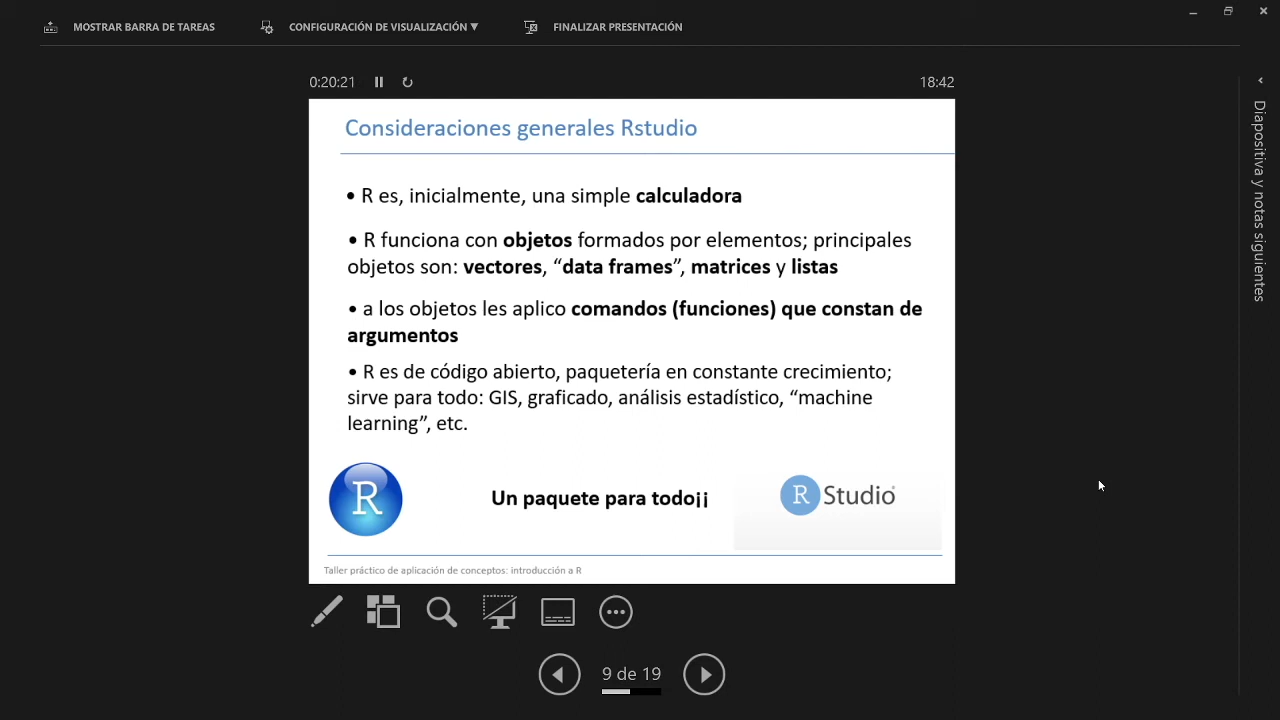 MOSTRAR BARRA DE TAREAS
CONFIGURACIÓN DE VISUALIZACIÓN ▼
FINALIZAR PRESENTACIÓN
0:20:21
18:42
Consideraciones generales Rstudio
• R es, inicialmente, una simple calculadora
• R funciona con objetos formados por elementos; principales
objetos son: vectores, “data frames”, matrices y listas
• a los objetos les aplico comandos (funciones) que constan de
argumentos
• R es de código abierto, paquetería en constante crecimiento;
sirve para todo: GIS, graficado, análisis estadístico, “machine
learning”, etc.
R
Un paquete para todo¡¡
R Studio
Taller práctico de aplicación de conceptos: introducción a R
9 de 19
Diapositiva y notas siguientes